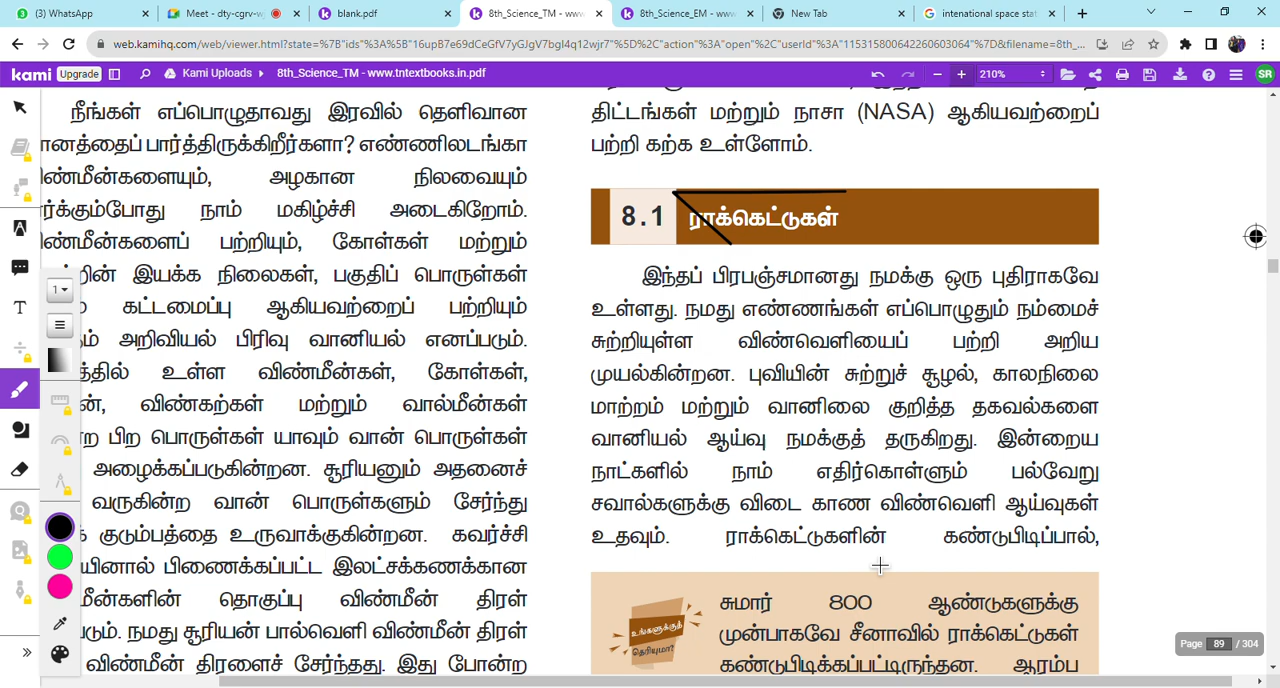 (3) WhatsApp
Meet - dty-cgrv-w
blank.pdf
8th_Science_TM - www
8th_Science_EM - www
New Tab
intenational space stat
web.kamihq.com/web/viewer.html?state=%7B"ids"%3A%5B"16upB7e69dCeGfV7yGJgV7bgI4q12wjr7"%5D%2C"action"%3A"open"%2C"userId"%3A"115315800642260603064"%7D&filename=8th_...
kami Upgrade Kami Uploads 8th_Science_TM - www.tntextbooks.in.pdf 210% SR
நீங்கள் எப்பொழுதாவது இரவில் தெளிவான
ானத்தைப் பார்த்திருக்கிறீர்களா? எண்ணிலடங்கா
ிண்மீன்களையும், அழகான நிலவையும்
ர்க்கும்போது நாம் மகிழ்ச்சி அடைகிறோம்.
ிண்மீன்களைப் பற்றியும், கோள்கள் மற்றும்
றின் இயக்க நிலைகள், பகுதிப் பொருள்கள்
கட்டமைப்பு ஆகியவற்றைப் பற்றியும்
அறிவியல் பிரிவு வானியல் எனப்படும்.
த்தில் உள்ள விண்மீன்கள், கோள்கள்,
ன், விண்கற்கள் மற்றும் வால்மீன்கள்
ற பிற பொருள்கள் யாவும் வான் பொருள்கள்
அழைக்கப்படுகின்றன. சூரியனும் அதனைச்
வருகின்ற வான் பொருள்களும் சேர்ந்து
குடும்பத்தை உருவாக்குகின்றன. கவர்ச்சி
யினால் பிணைக்கப்பட்ட இலட்சக்கணக்கான
மீன்களின் தொகுப்பு விண்மீன் திரள்
படும். நமது சூரியன் பால்வெளி விண்மீன் திரள்
விண்மீன் திரளைச் சேர்ந்தது. இது போன்ற
திட்டங்கள் மற்றும் நாசா (NASA) ஆகியவற்றைப்
பற்றி கற்க உள்ளோம்.
8.1 ராக்கெட்டுகள்
இந்தப் பிரபஞ்சமானது நமக்கு ஒரு புதிராகவே
உள்ளது. நமது எண்ணங்கள் எப்பொழுதும் நம்மைச்
சுற்றியுள்ள விண்வெளியைப் பற்றி அறிய
முயல்கின்றன. புவியின் சுற்றுச் சூழல், காலநிலை
மாற்றம் மற்றும் வானிலை குறித்த தகவல்களை
வானியல் ஆய்வு நமக்குத் தருகிறது. இன்றைய
நாட்களில் நாம் எதிர்கொள்ளும் பல்வேறு
சவால்களுக்கு விடை காண விண்வெளி ஆய்வுகள்
உதவும். ராக்கெட்டுகளின் கண்டுபிடிப்பால்,
உங்களுக்குத்
தெரியுமா?
சுமார் 800 ஆண்டுகளுக்கு
முன்பாகவே சீனாவில் ராக்கெட்டுகள்
கண்டுபிடிக்கப்பட்டிருந்தன. ஆரம்ப
Page 89 / 304
1